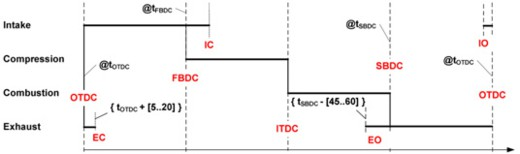 @tFBDC
@tSBDC
Intake
IC
IO
@tOTDC
@tOTDC
Compression
FBDC
SBDC
Combustion
OTDC
{ tOTDC + [5..20] }
{ tSBDC - [45..60] }
OTDC
Exhaust
EC
ITDC
EO